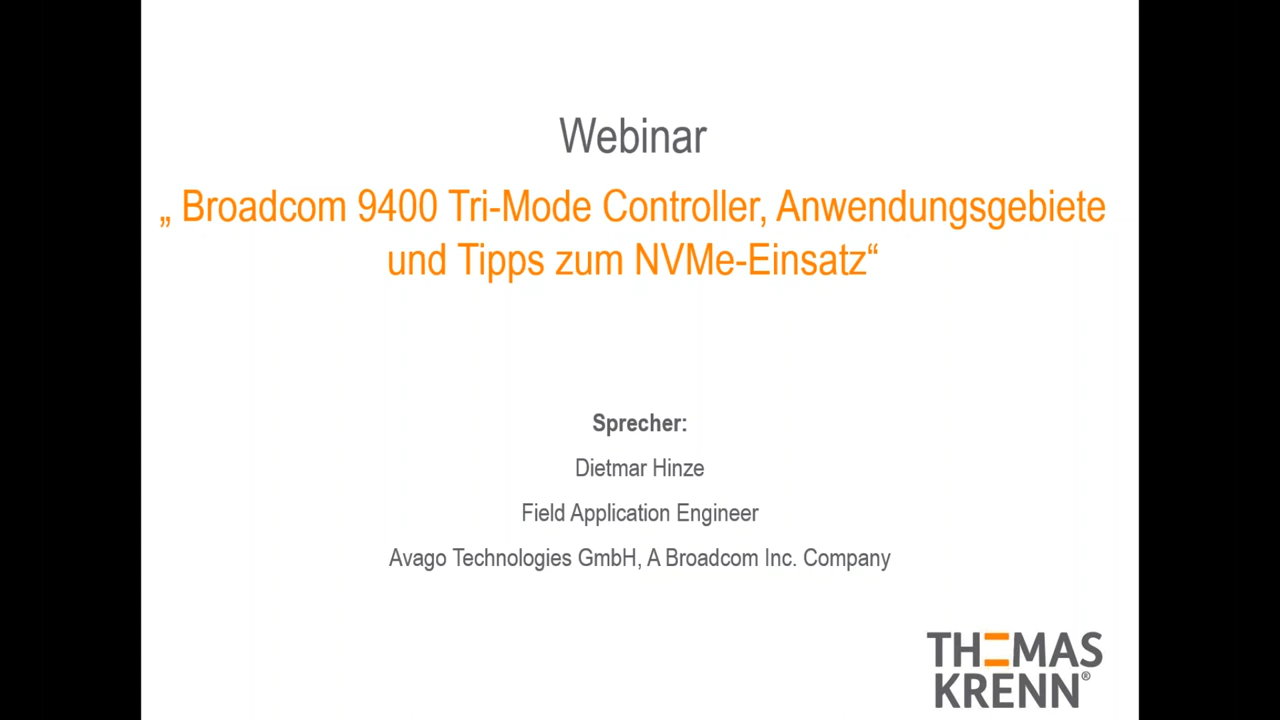 Webinar
„ Broadcom 9400 Tri-Mode Controller, Anwendungsgebiete
und Tipps zum NVMe-Einsatz“
Sprecher:
Dietmar Hinze
Field Application Engineer
Avago Technologies GmbH, A Broadcom Inc. Company
THOMAS
KRENN®